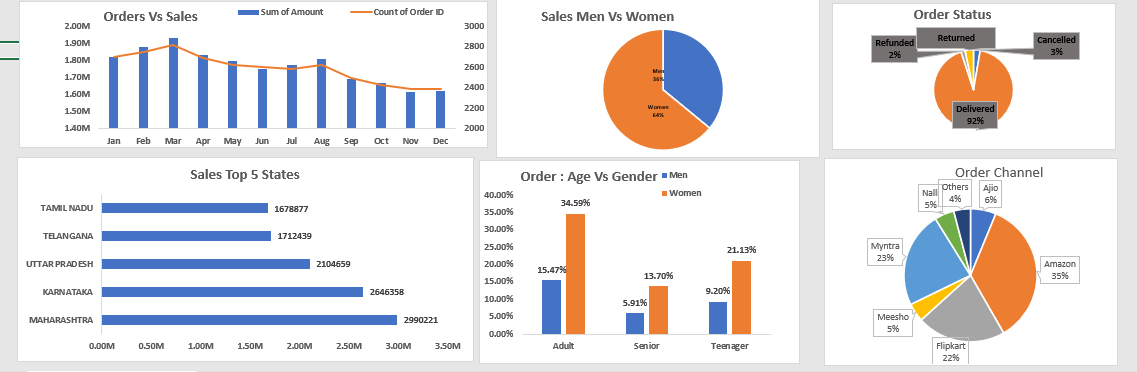 Orders Vs Sales
Sum of Amount
Count of Order ID
2.00M
1.90M
1.80M
1.70M
1.60M
1.50M
1.40M
3000
2800
2600
2400
2200
2000
Jan Feb Mar Apr May Jun Jul Aug Sep Oct Nov Dec
Sales Men Vs Women
Men
36%
Women
64%
Order Status
Refunded
2%
Returned
Cancelled
3%
Delivered
92%
Sales Top 5 States
TAMIL NADU 1678877
TELANGANA 1712439
UTTAR PRADESH 2104659
KARNATAKA 2646358
MAHARASHTRA 2990221
0.00M 0.50M 1.00M 1.50M 2.00M 2.50M 3.00M 3.50M
Order : Age Vs Gender
Men
Women
40.00%
35.00%
30.00%
25.00%
20.00%
15.00%
10.00%
5.00%
0.00%
15.47%
34.59%
5.91%
13.70%
9.20%
21.13%
Adult Senior Teenager
Order Channel
Nall
5%
Others
4%
Ajio
6%
Myntra
23%
Amazon
35%
Meesho
5%
Flipkart
22%